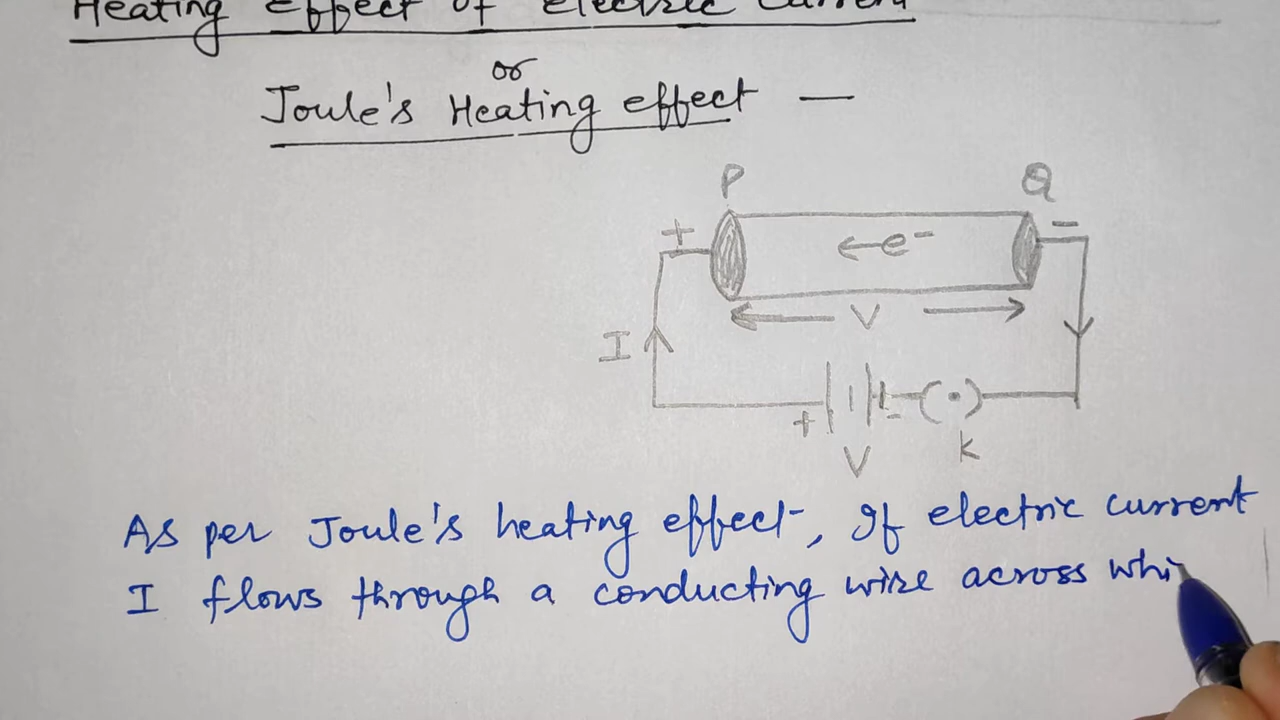 Heating effect of electric current
or
Joule's Heating effect —
P
Q
+
-
← e⁻
← V →
I
+
-
V
K
As per Joule's heating effect, If electric current
I flows through a conducting wire across whi